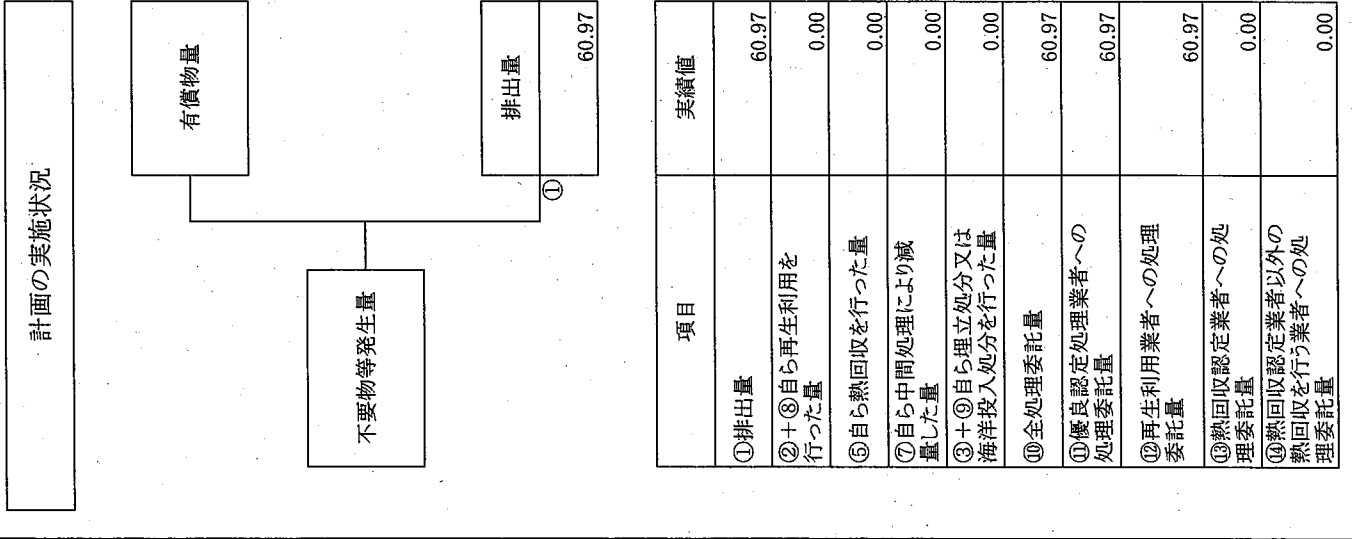 計画の実施状況
有償物量
不要物等発生量
排出量
①
60.97
項目
実績値
①排出量
60.97
②+⑧自ら再生利用を
行った量
0.00
⑤自ら熱回収を行った量
0.00
⑦自ら中間処理により減
量した量
0.00
③+⑨自ら埋立処分又は
海洋投入処分を行った量
0.00
⑩全処理委託量
60.97
⑪優良認定処理業者への
処理委託量
60.97
⑫再生利用業者への処理
委託量
60.97
⑬熱回収認定業者への処
理委託量
0.00
⑭熱回収認定業者以外の
熱回収を行う業者への処
理委託量
0.00